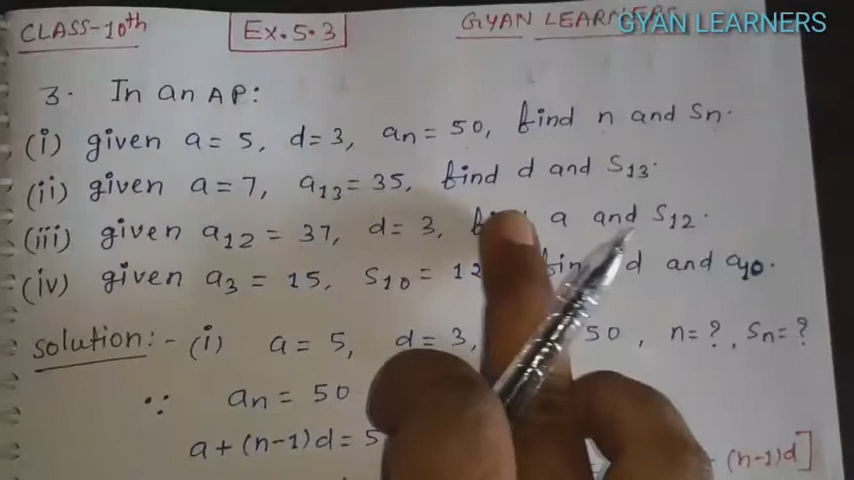 CLASS-10th Ex.5.3 GYAN LEARNERS
GYAN LEARNERS
3. In an AP:
(i) given a = 5, d = 3, an = 50, find n and Sn.
(ii) given a = 7, a13 = 35, find d and S13.
(iii) given a12 = 37, d = 3, a and S12.
(iv) given a3 = 15, S10 = 12 d and a10.
Solution:- (i) a = 5, d = 3, 50, n = ?, Sn = ?
∵ an = 50
a + (n-1)d = 5 (n-1)d]